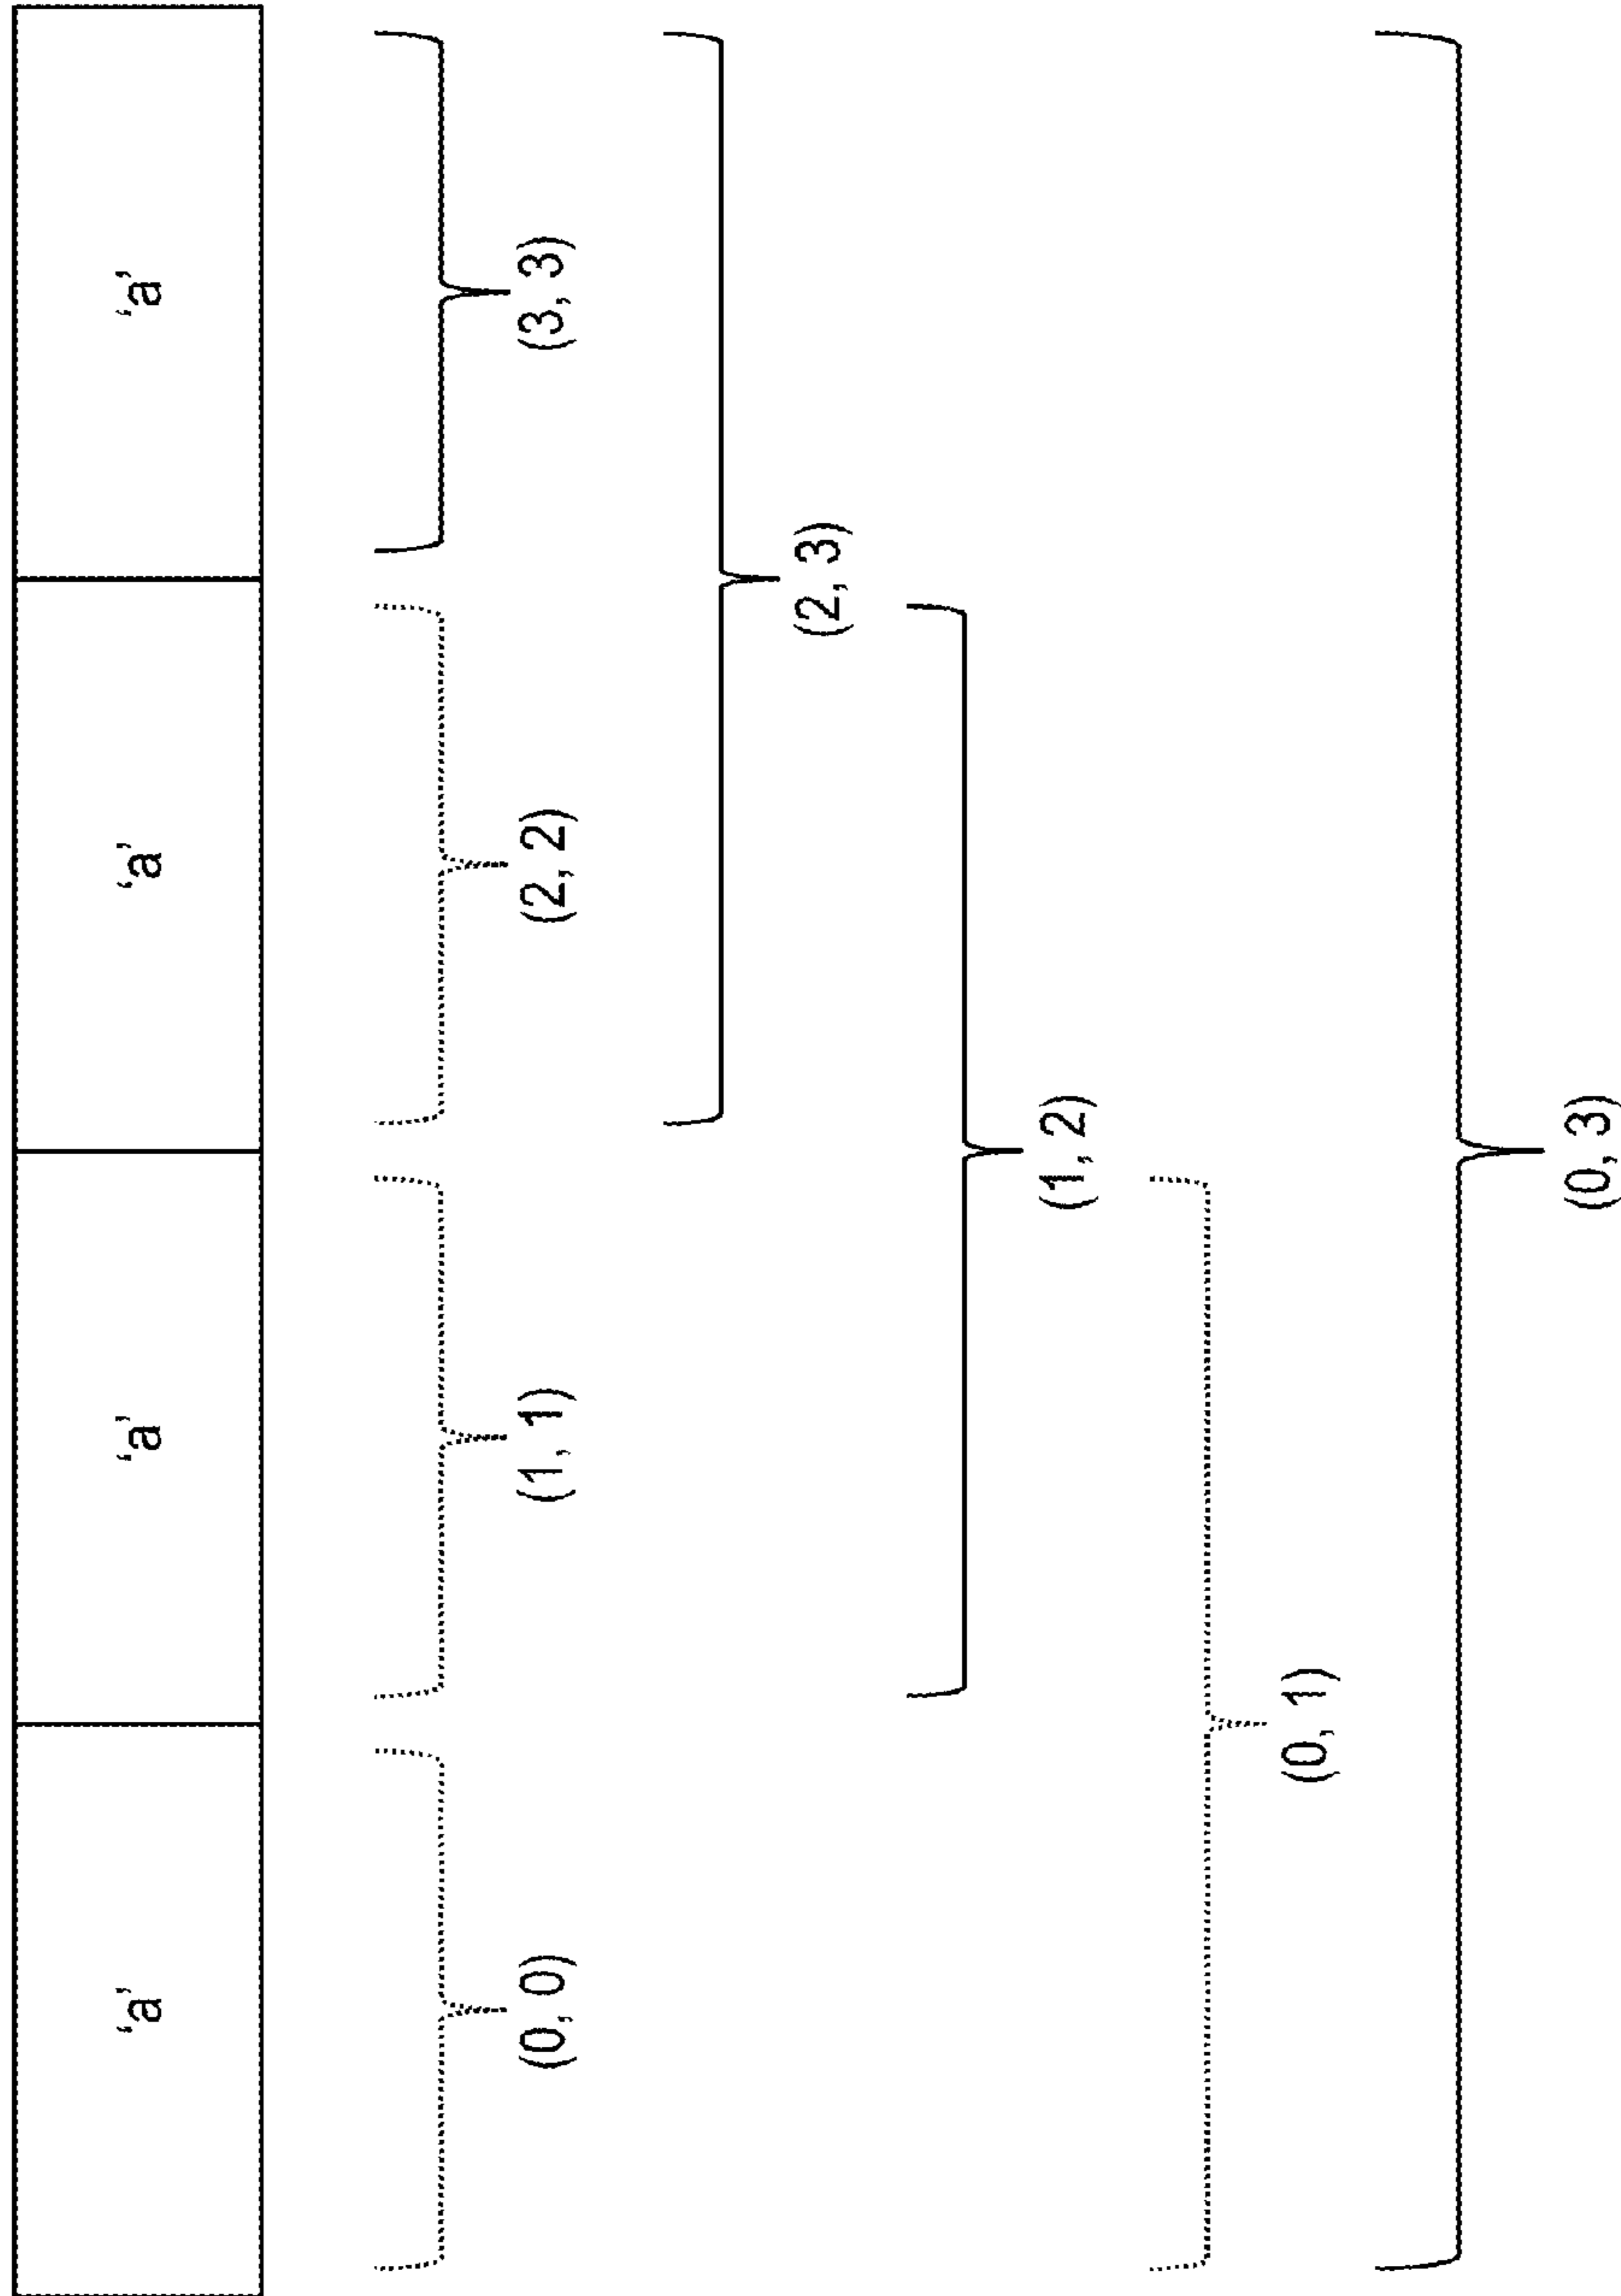 ‘a’ ‘a’ ‘a’ ‘a’
(0, 0) (1, 1) (2, 2) (3, 3)
(2, 3)
(1, 2)
(0, 1)
(0, 3)